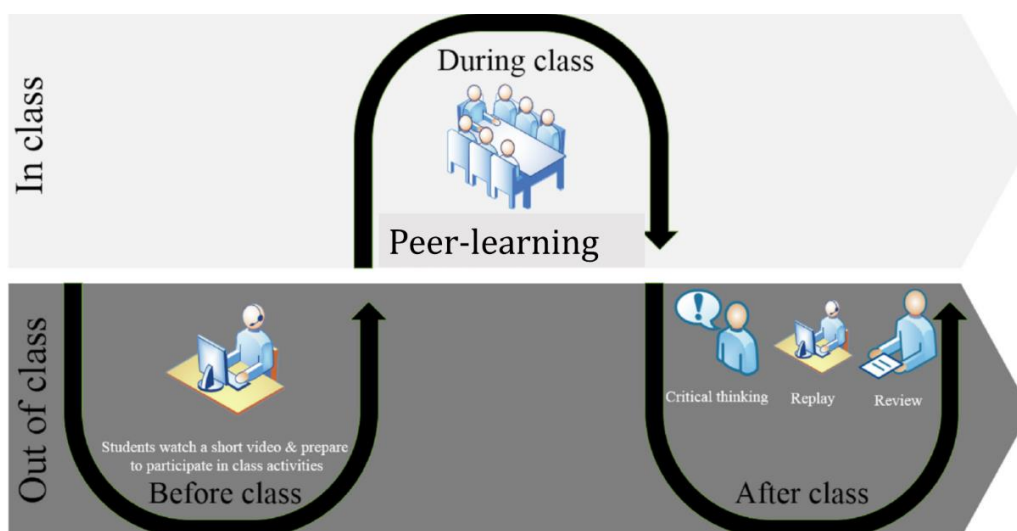 In class
During class
Peer-learning
Out of class
Students watch a short video & prepare
to participate in class activities
Before class
Critical thinking
Replay
Review
After class